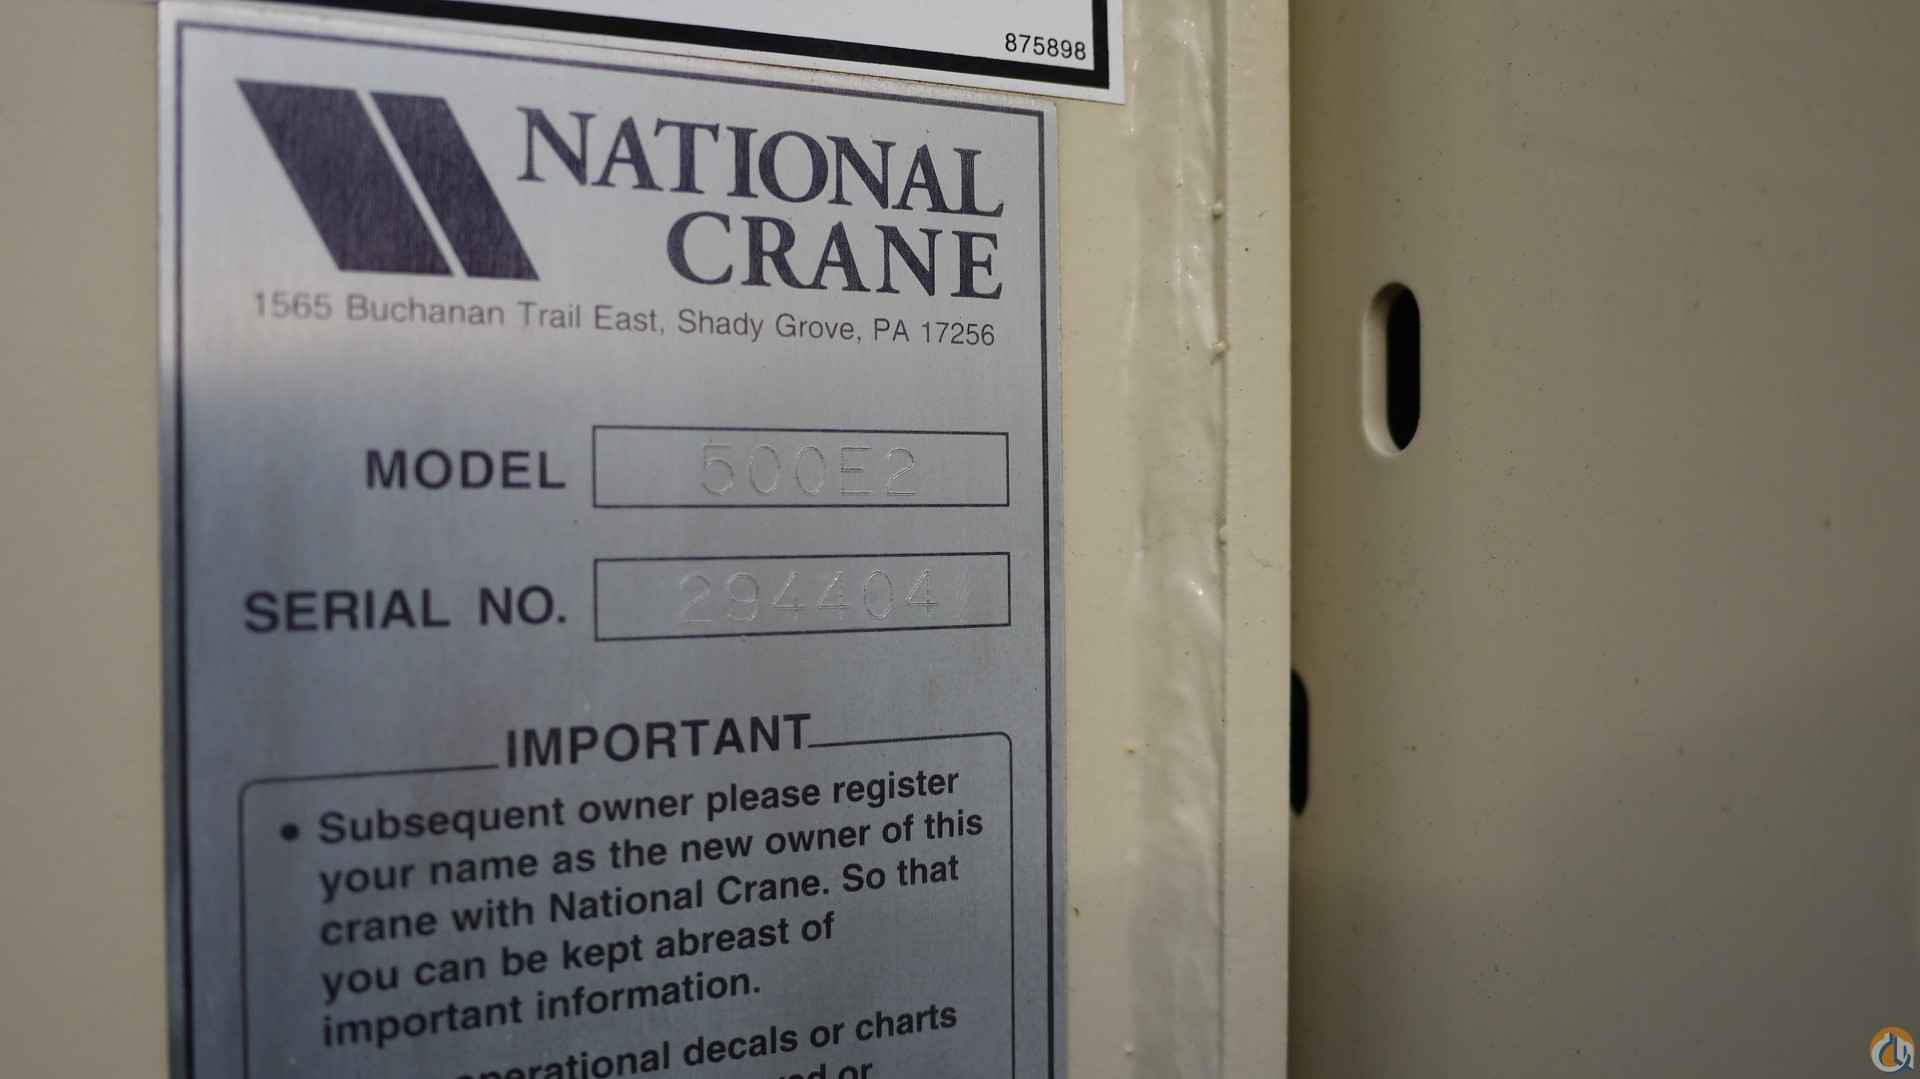 875898
NATIONAL
CRANE
1565 Buchanan Trail East, Shady Grove, PA 17256
MODEL 500E2
SERIAL NO. 294404
IMPORTANT
• Subsequent owner please register
your name as the new owner of this
crane with National Crane. So that
you can be kept abreast of
important information.
operational decals or charts
or